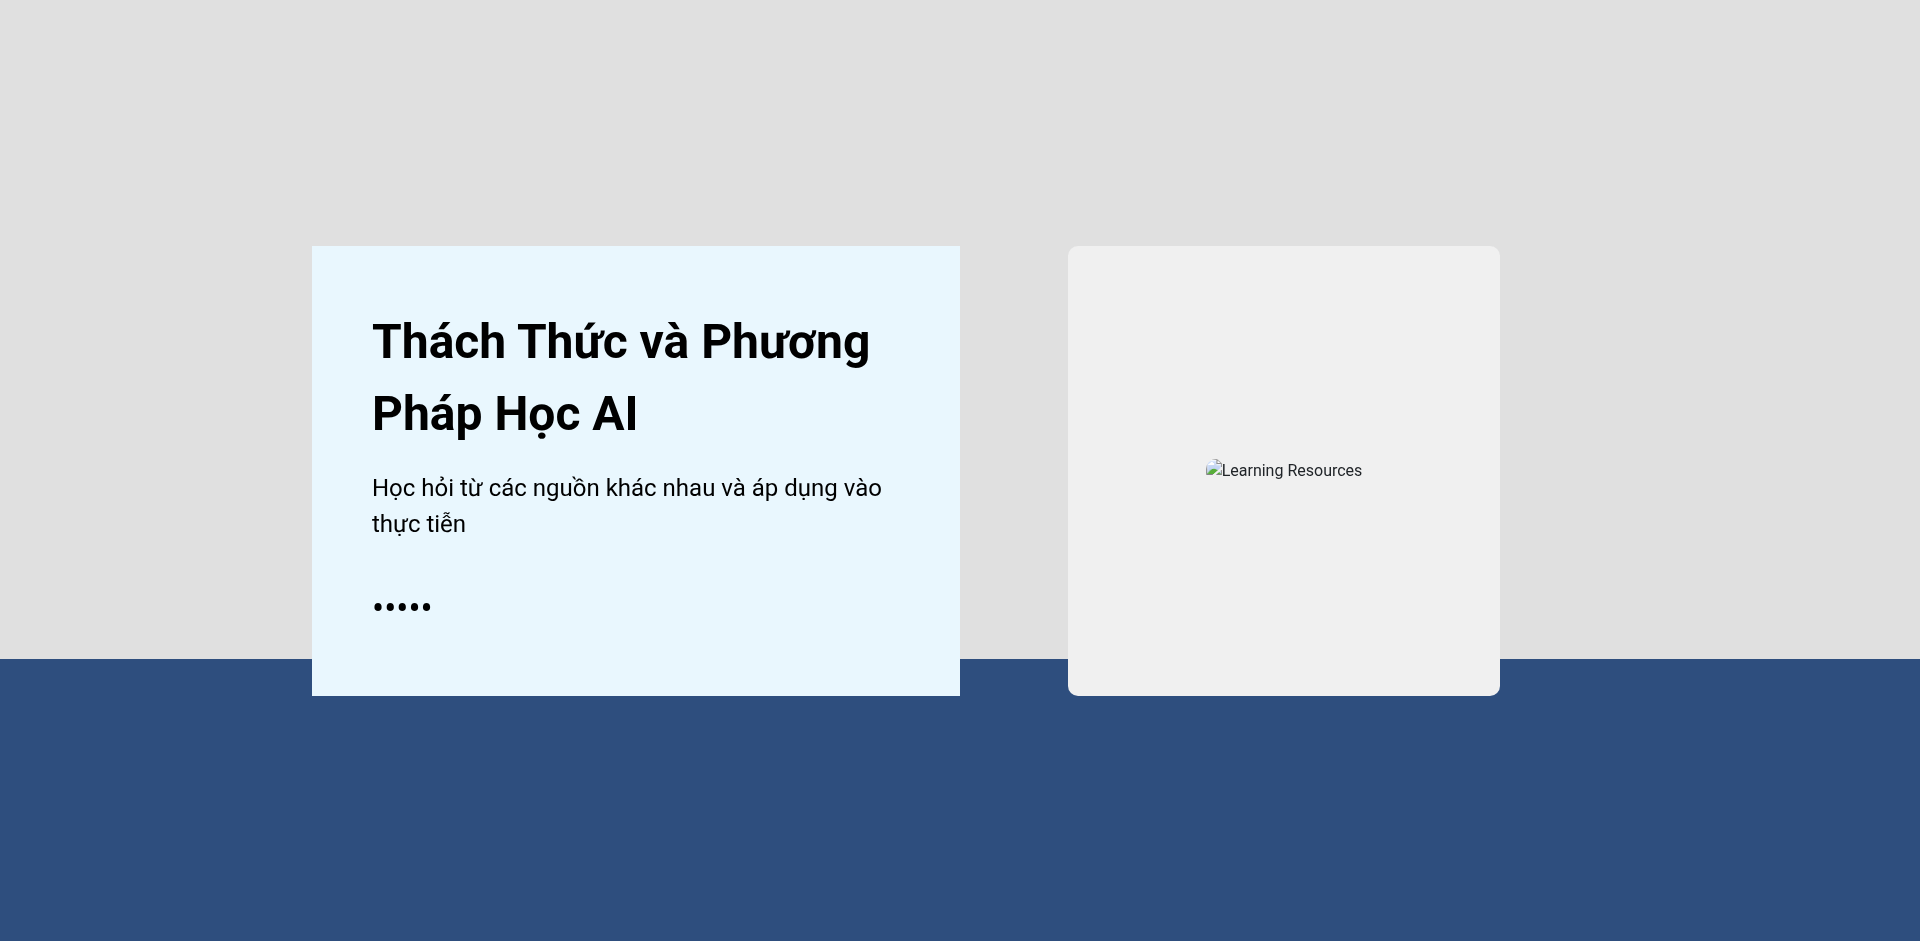 Thách Thức và Phương
Pháp Học AI
Học hỏi từ các nguồn khác nhau và áp dụng vào
thực tiễn
•••••
Learning Resources